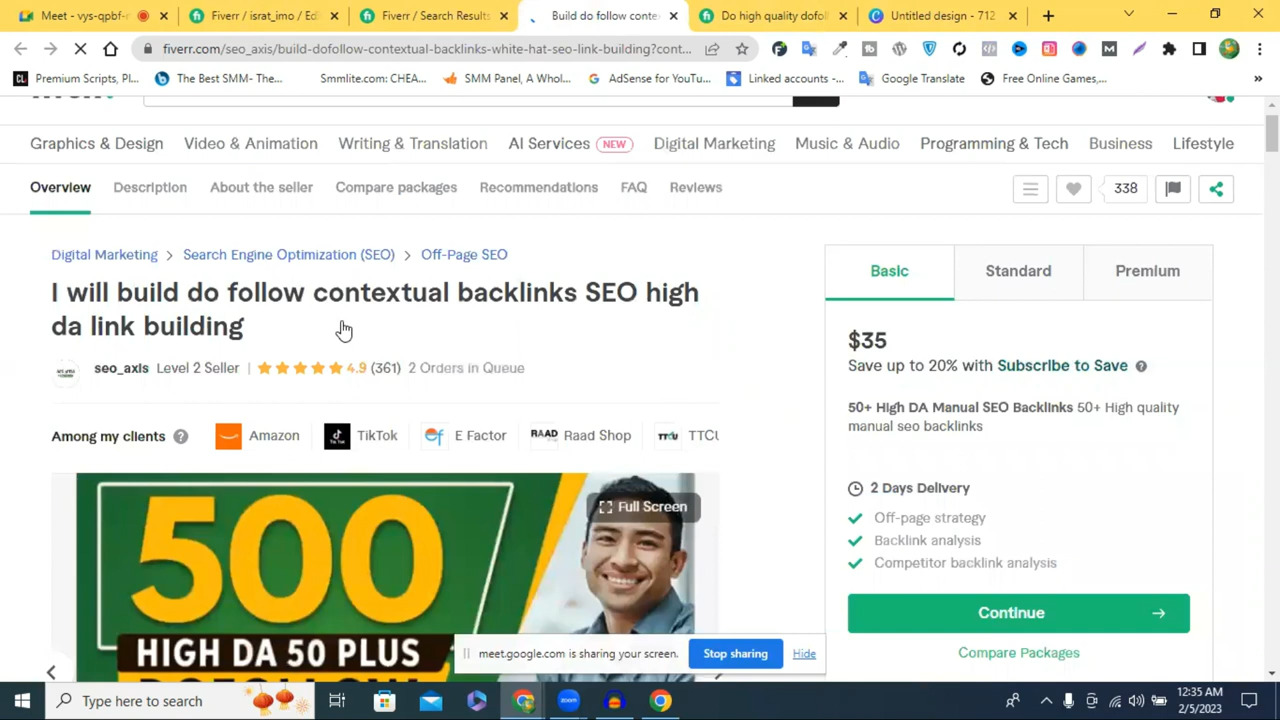 Meet - vys-qpbf-r
Fiverr / israt_imo / Edi
Fiverr / Search Results
Build do follow conte
Do high quality dofol
Untitled design - 712
fiverr.com/seo_axis/build-dofollow-contextual-backlinks-white-hat-seo-link-building?cont...
Premium Scripts, Pl...
The Best SMM- The...
Smmlite.com: CHEA...
SMM Panel, A Whol...
AdSense for YouTu...
Linked accounts -...
Google Translate
Free Online Games,...
»
Graphics & Design
Video & Animation
Writing & Translation
AI Services NEW
Digital Marketing
Music & Audio
Programming & Tech
Business
Lifestyle
Overview
Description
About the seller
Compare packages
Recommendations
FAQ
Reviews
338
Digital Marketing > Search Engine Optimization (SEO) > Off-Page SEO
I will build do follow contextual backlinks SEO high
da link building
seo_axis Level 2 Seller | 4.9 (361) 2 Orders in Queue
Among my clients
Amazon
TikTok
E Factor
RAAD Raad Shop
TTCU TTCU
500
HIGH DA 50 PLUS
Full Screen
Basic
Standard
Premium
$35
Save up to 20% with Subscribe to Save
50+ High DA Manual SEO Backlinks 50+ High quality
manual seo backlinks
2 Days Delivery
Off-page strategy
Backlink analysis
Competitor backlink analysis
Continue
Compare Packages
meet.google.com is sharing your screen.
Stop sharing
Hide
Type here to search
zoom
12:35 AM
2/5/2023